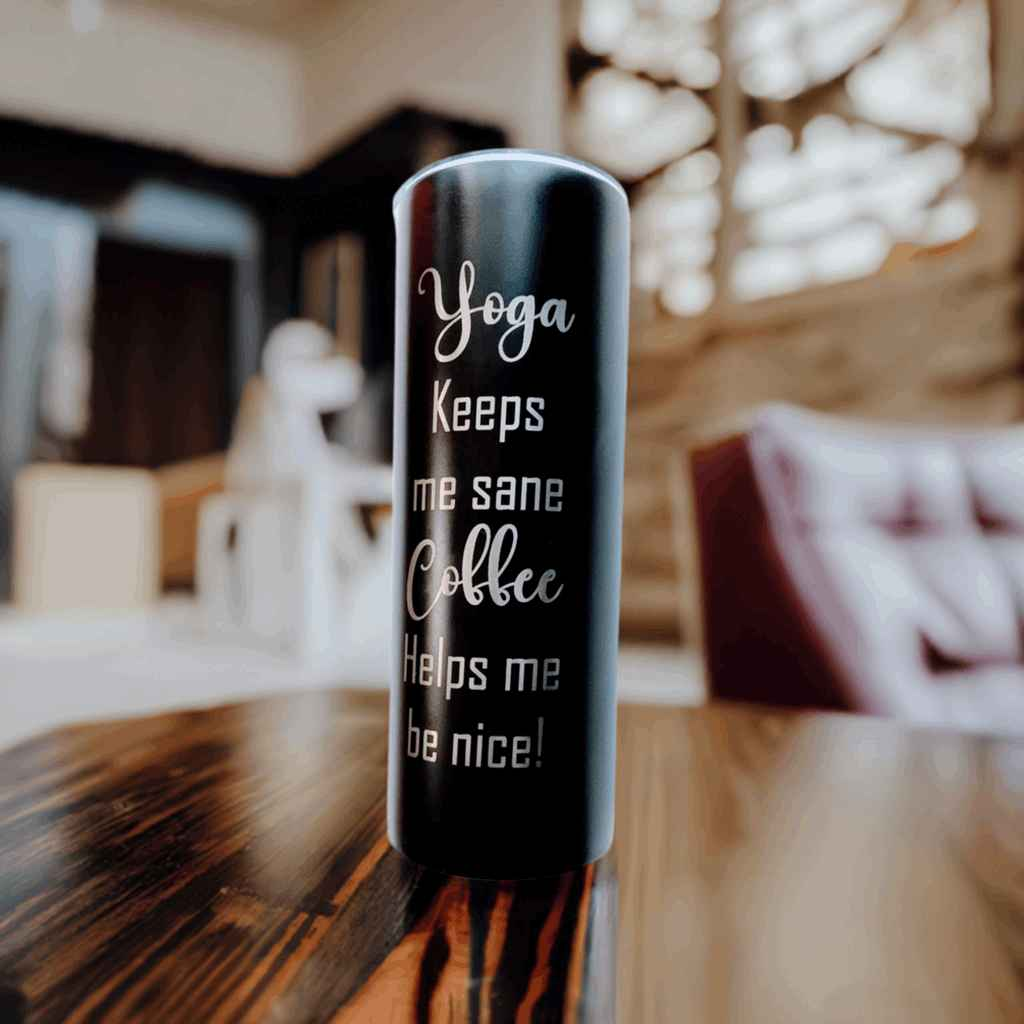 Yoga
Keeps
me sane
Coffee
Helps me
be nice!